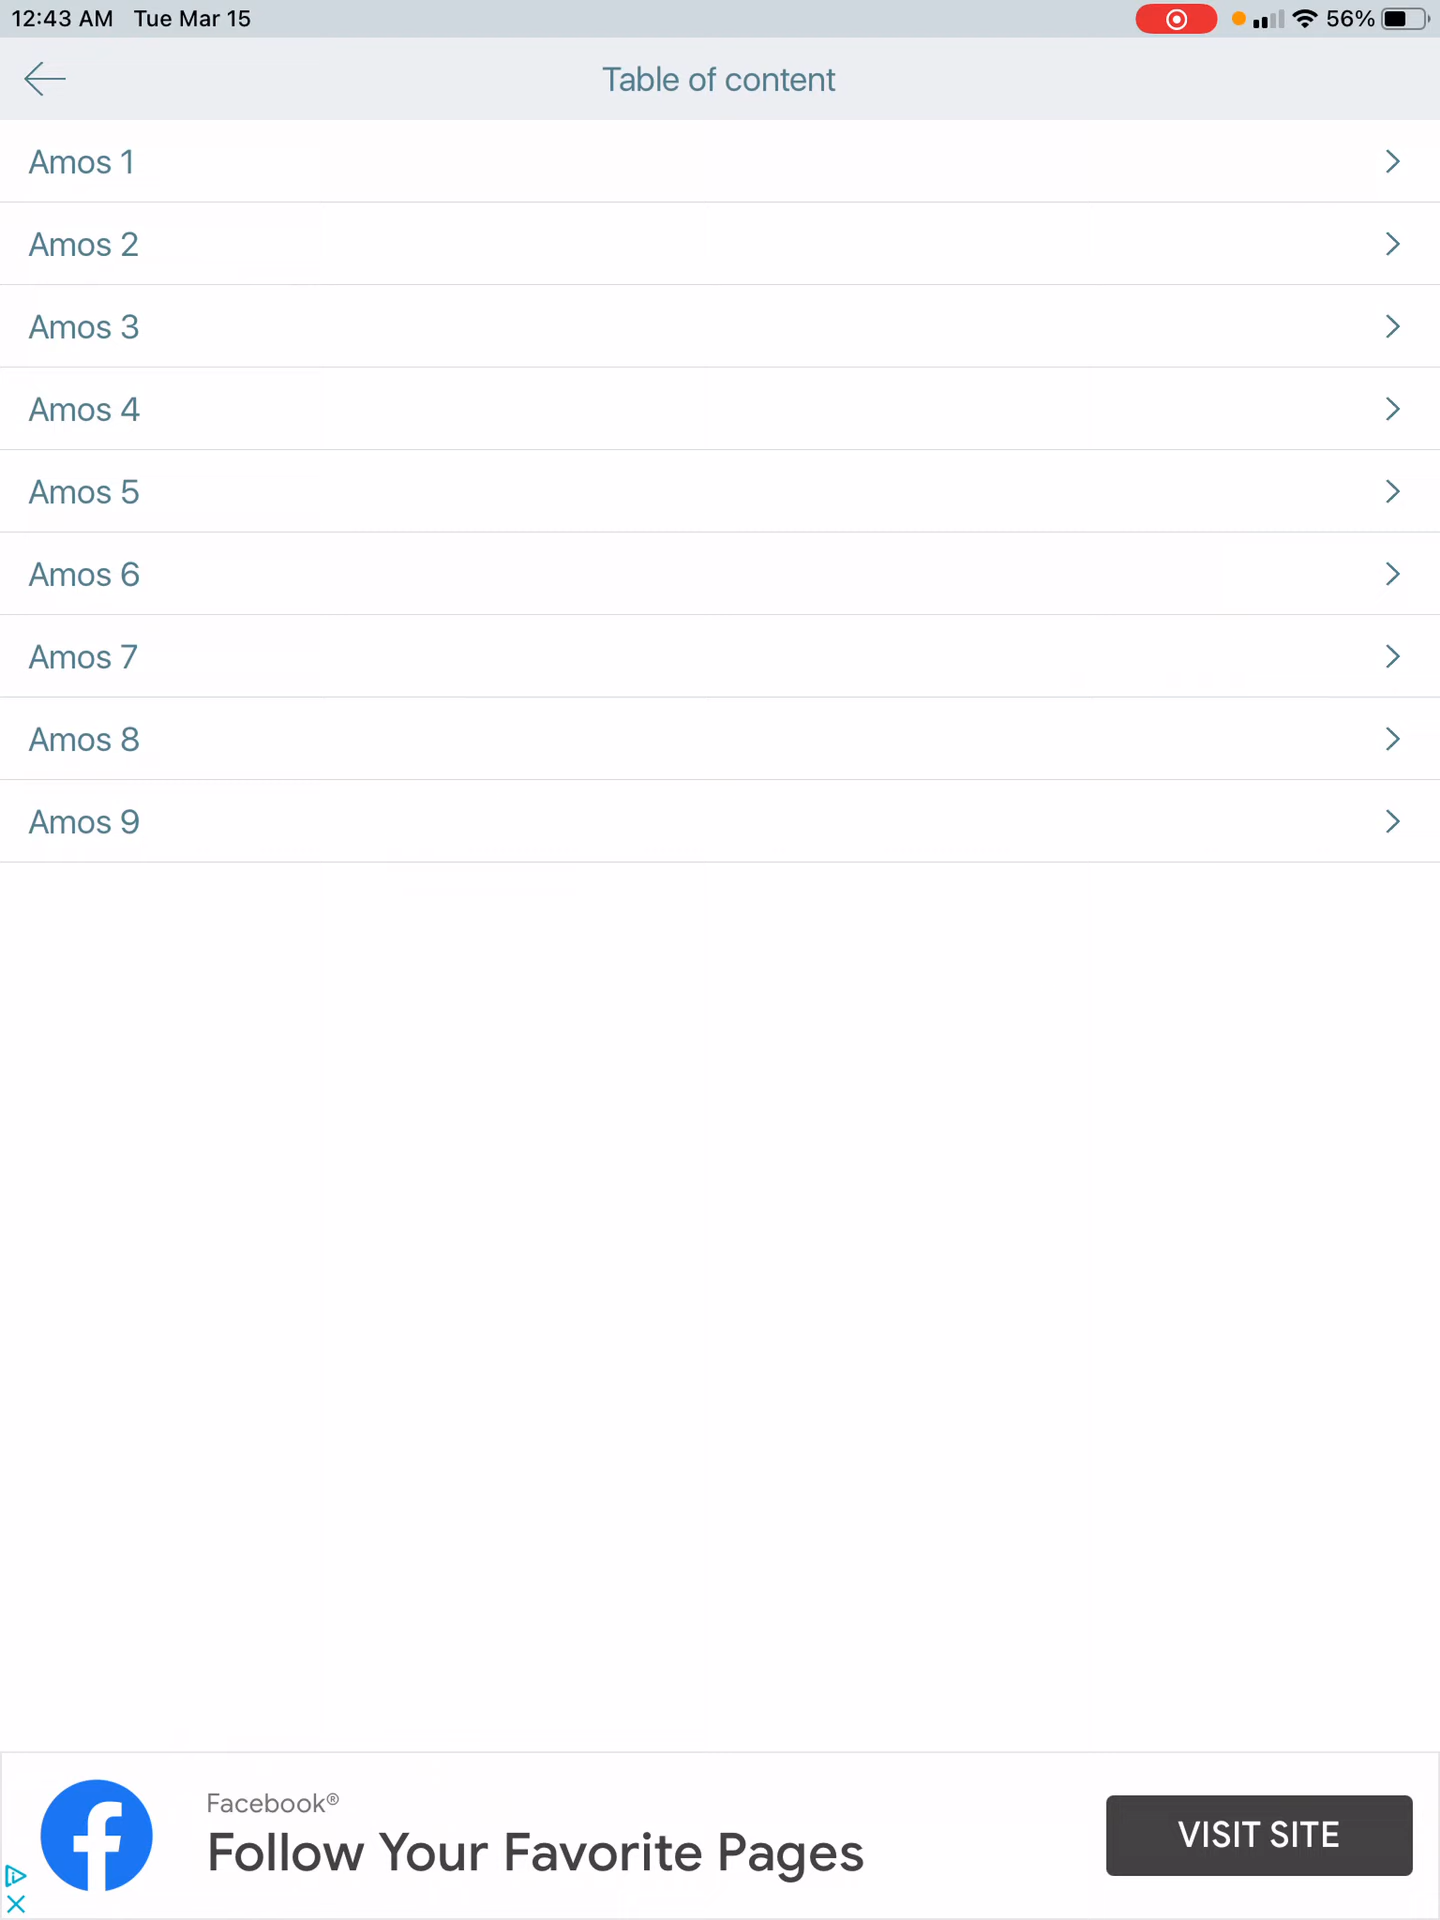 12:43 AM Tue Mar 15 56%
Table of content
Amos 1
Amos 2
Amos 3
Amos 4
Amos 5
Amos 6
Amos 7
Amos 8
Amos 9
Facebook®
Follow Your Favorite Pages
VISIT SITE